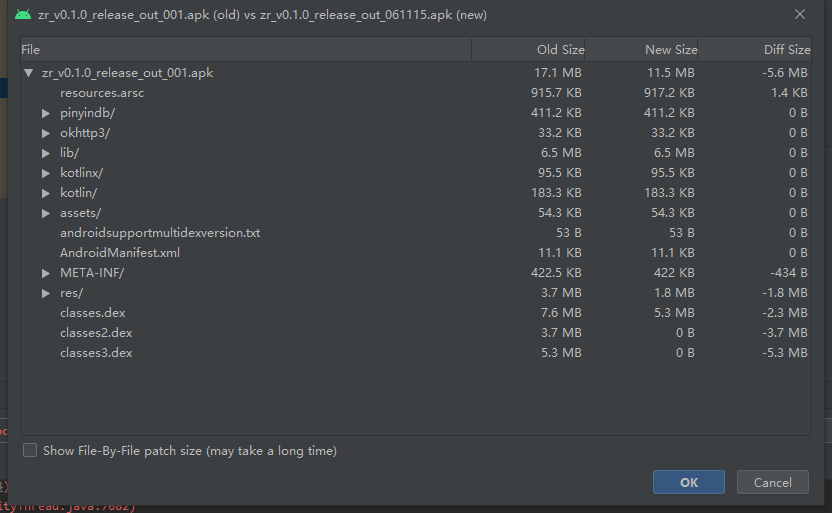 zr_v0.1.0_release_out_001.apk (old) vs zr_v0.1.0_release_out_061115.apk (new)
File Old Size New Size Diff Size
zr_v0.1.0_release_out_001.apk 17.1 MB 11.5 MB -5.6 MB
resources.arsc 915.7 KB 917.2 KB 1.4 KB
pinyindb/ 411.2 KB 411.2 KB 0 B
okhttp3/ 33.2 KB 33.2 KB 0 B
lib/ 6.5 MB 6.5 MB 0 B
kotlinx/ 95.5 KB 95.5 KB 0 B
kotlin/ 183.3 KB 183.3 KB 0 B
assets/ 54.3 KB 54.3 KB 0 B
androidsupportmultidexversion.txt 53 B 53 B 0 B
AndroidManifest.xml 11.1 KB 11.1 KB 0 B
META-INF/ 422.5 KB 422 KB -434 B
res/ 3.7 MB 1.8 MB -1.8 MB
classes.dex 7.6 MB 5.3 MB -2.3 MB
classes2.dex 3.7 MB 0 B -3.7 MB
classes3.dex 5.3 MB 0 B -5.3 MB
Show File-By-File patch size (may take a long time)
OK Cancel
ityThread.java:7682)